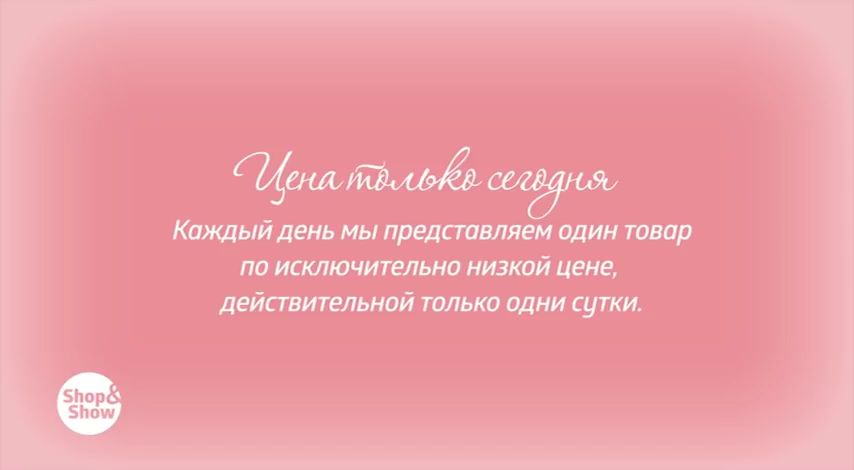 Цена только сегодня
Каждый день мы представляем один товар
по исключительно низкой цене,
действительной только одни сутки.
Shop&
Show